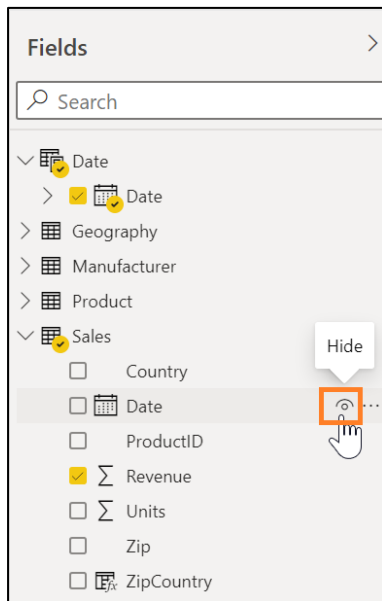 Fields
Search
Date
Date
Geography
Manufacturer
Product
Sales
Hide
Country
Date
ProductID
Revenue
Units
Zip
ZipCountry